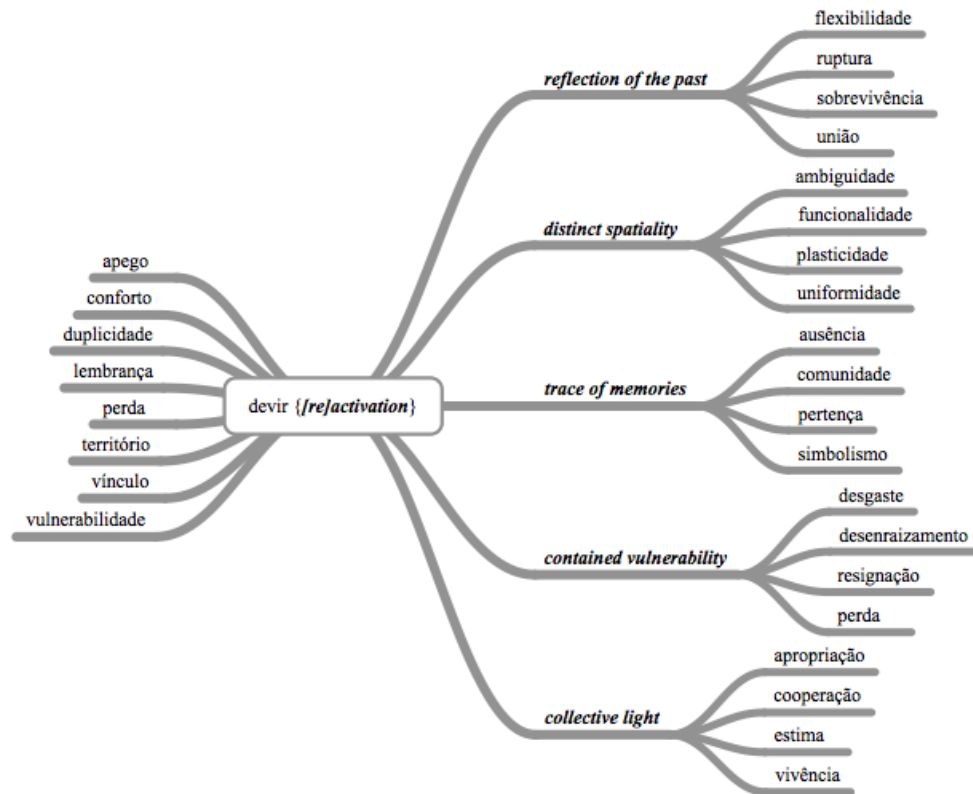 apego
conforto
duplicidade
lembrança
perda
território
vínculo
vulnerabilidade
devir {[re]activation}
reflection of the past
flexibilidade
ruptura
sobrevivência
união
distinct spatiality
ambiguidade
funcionalidade
plasticidade
uniformidade
trace of memories
ausência
comunidade
pertença
simbolismo
contained vulnerability
desgaste
desenraizamento
resignação
perda
collective light
apropriação
cooperação
estima
vivência